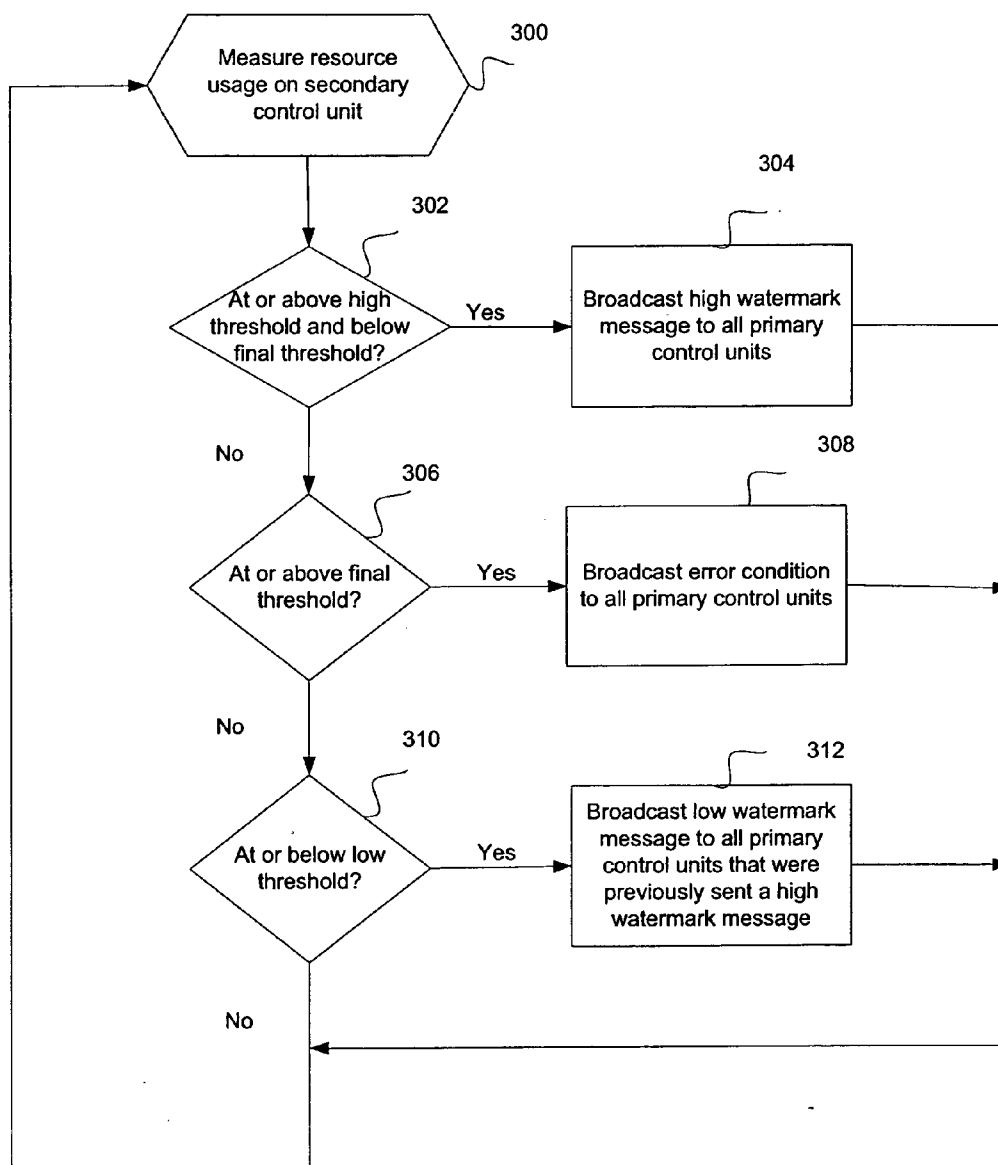 300
Measure resource
usage on secondary
control unit
304
302
At or above high
threshold and below
final threshold?
Yes
Broadcast high watermark
message to all primary
control units
No
308
306
At or above final
threshold?
Yes
Broadcast error condition
to all primary control units
No
310
312
At or below low
threshold?
Yes
Broadcast low watermark
message to all primary
control units that were
previously sent a high
watermark message
No